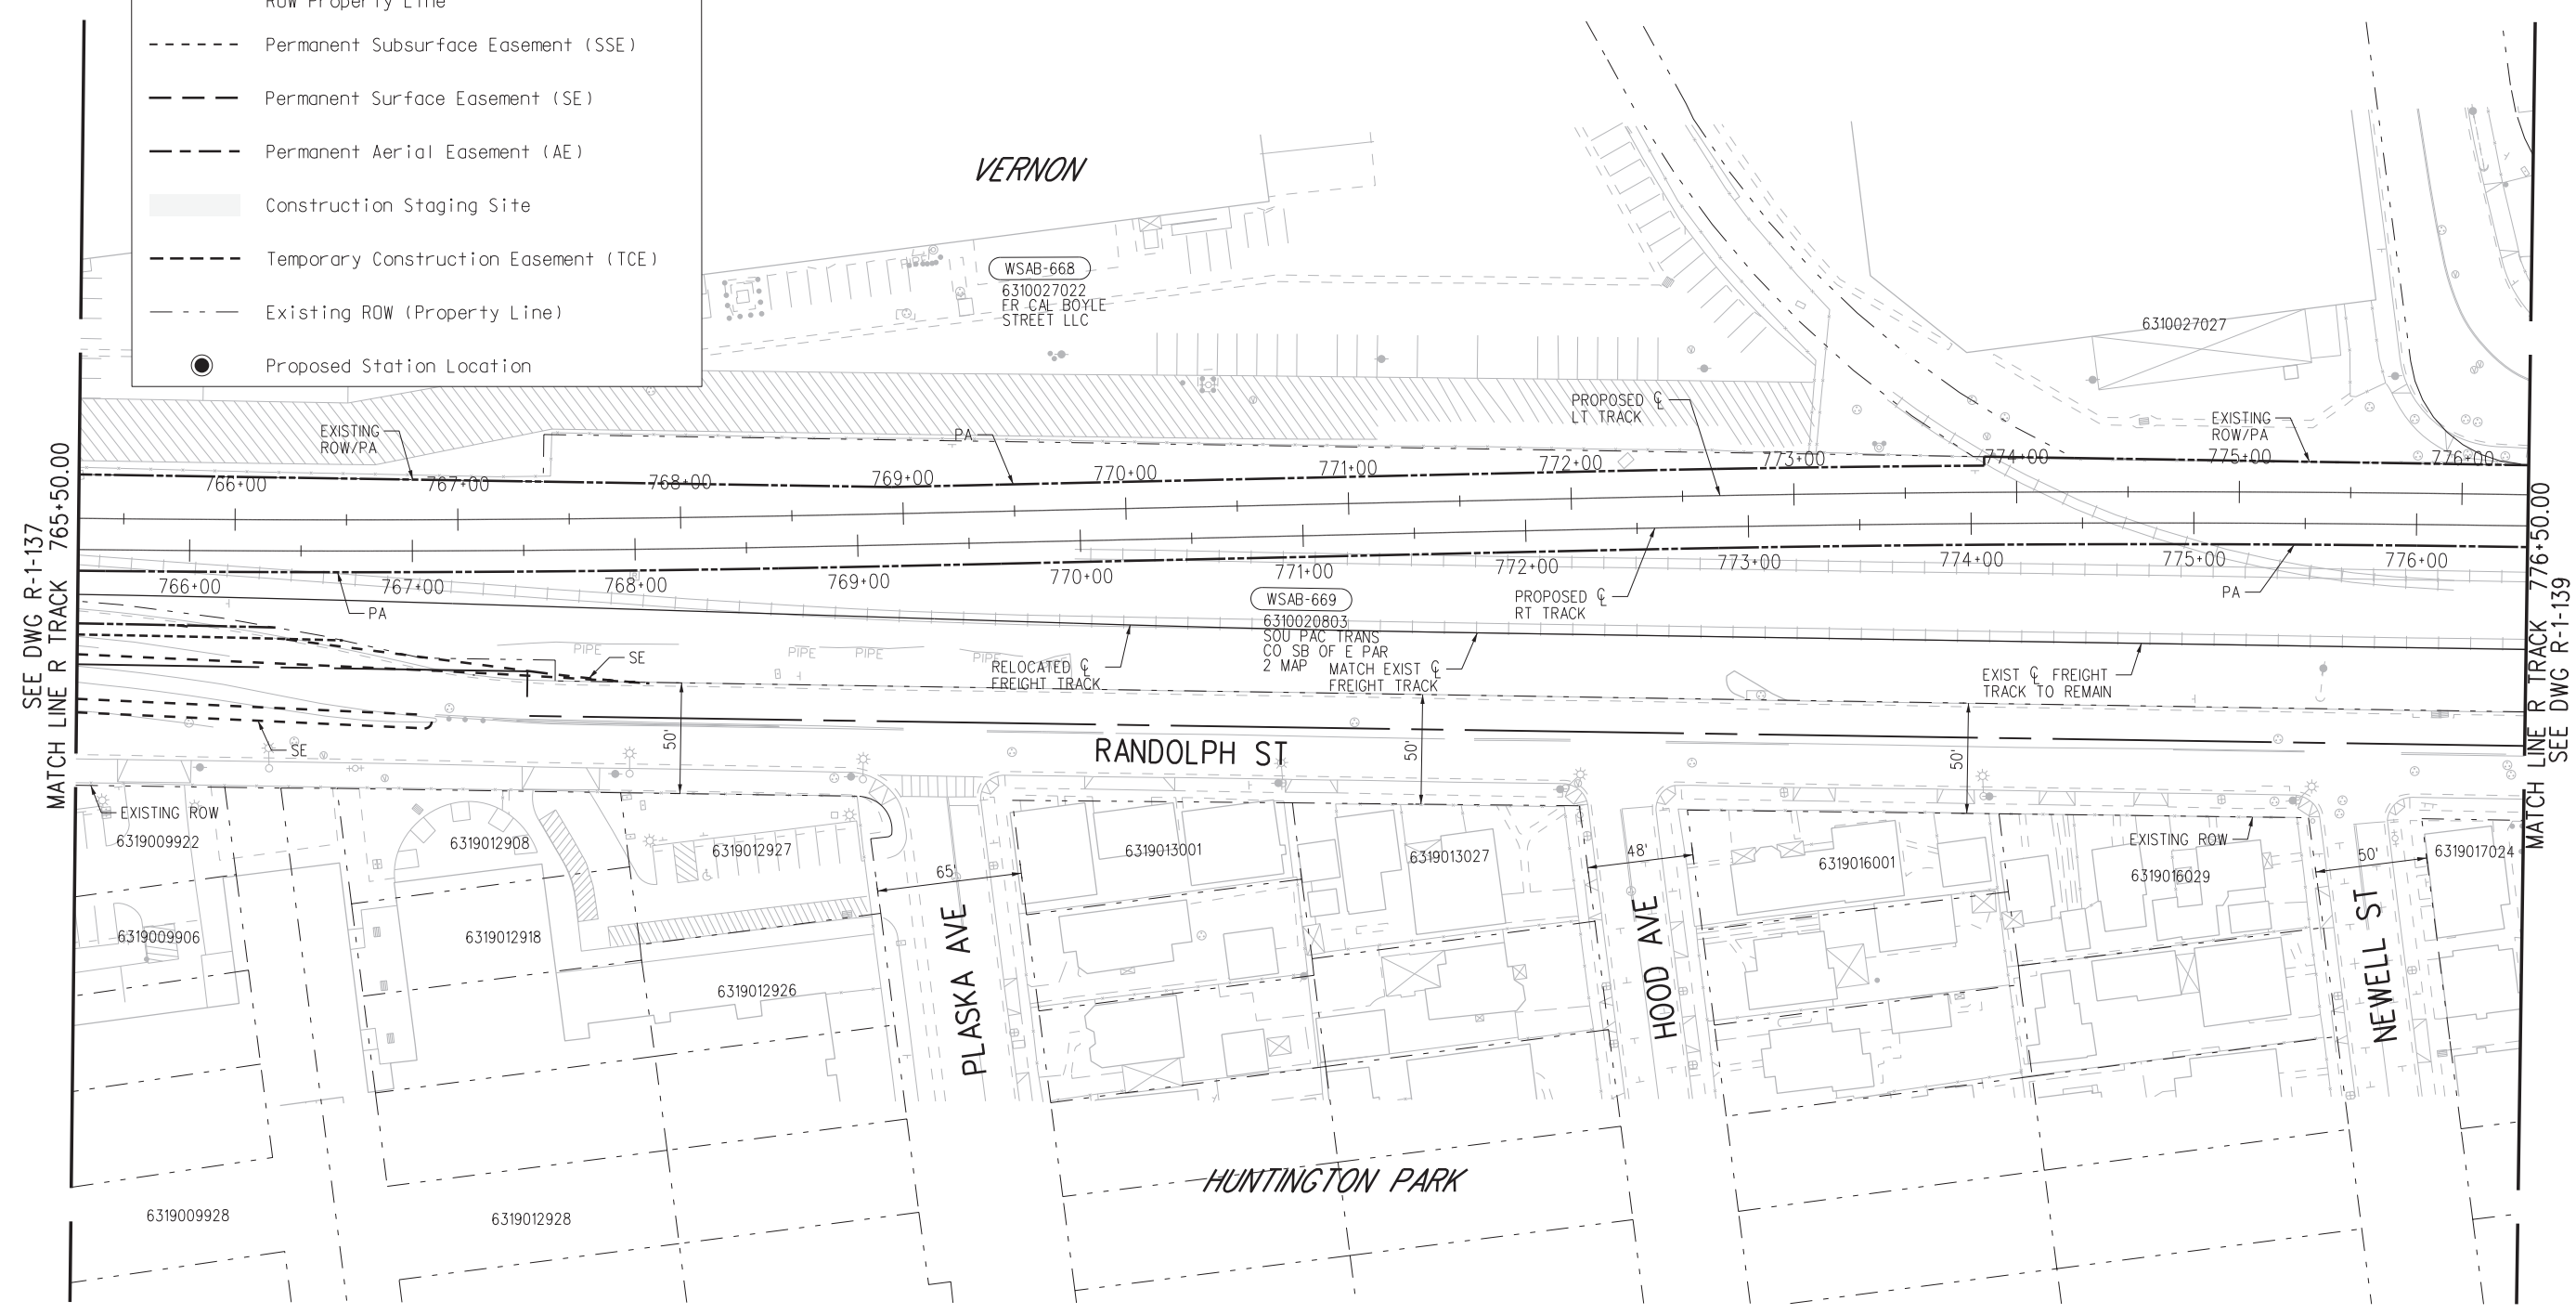 ROW Property Line
Permanent Subsurface Easement (SSE)
Permanent Surface Easement (SE)
Permanent Aerial Easement (AE)
Construction Staging Site
Temporary Construction Easement (TCE)
Existing ROW (Property Line)
Proposed Station Location
VERNON
WSAB-668
6310027022
FR CAL BOYLE
STREET LLC
6310027027
PROPOSED ℄
LT TRACK
EXISTING
ROW/PA
PA
EXISTING
ROW/PA
766+00
767+00
768+00
769+00
770+00
771+00
772+00
773+00
774+00
775+00
776+00
766+00
767+00
768+00
769+00
770+00
771+00
772+00
773+00
774+00
775+00
776+00
PA
WSAB-669
6310020803
SOU PAC TRANS
CO SB OF E PAR
2 MAP
PROPOSED ℄
RT TRACK
PA
PIPE
PIPE
PIPE
PIPE
PIPE
SE
RELOCATED ℄
FREIGHT TRACK
MATCH EXIST ℄
FREIGHT TRACK
EXIST ℄ FREIGHT
TRACK TO REMAIN
SE
50'
50'
50'
RANDOLPH ST
EXISTING ROW
6319009922
6319012908
6319012927
6319013001
6319013027
6319016001
EXISTING ROW
6319016029
6319017024
65'
48'
50'
6319009906
6319012918
6319012926
PLASKA AVE
HOOD AVE
NEWELL ST
HUNTINGTON PARK
6319009928
6319012928
SEE DWG R-1-137
MATCH LINE R TRACK 765+50.00
MATCH LINE R TRACK 776+50.00
SEE DWG R-1-139
MATCH LINE